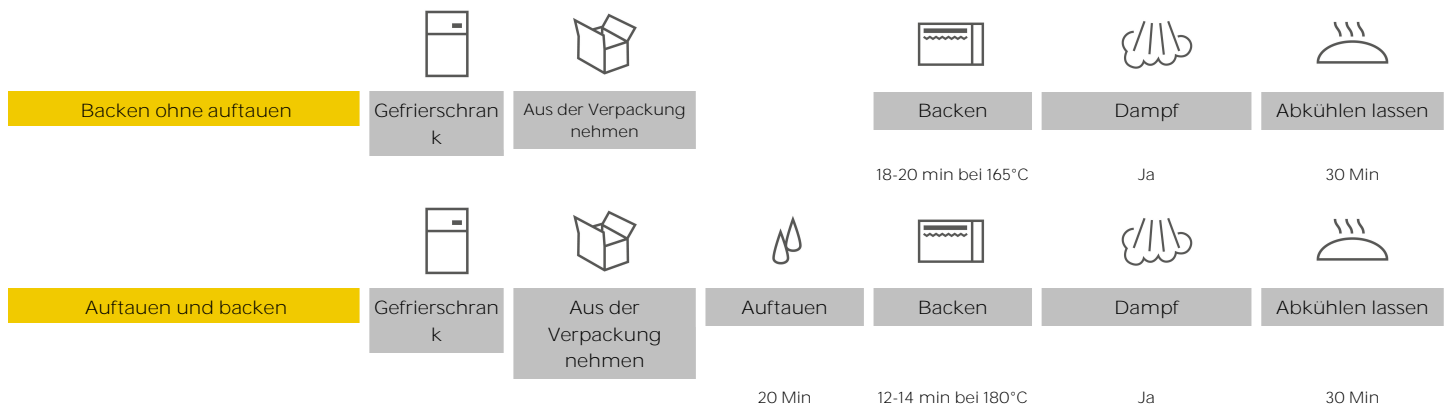 Backen ohne auftauen
Gefrierschran
k
Aus der Verpackung
nehmen
Backen
Dampf
Abkühlen lassen
18-20 min bei 165°C
Ja
30 Min
Auftauen und backen
Gefrierschran
k
Aus der
Verpackung
nehmen
Auftauen
Backen
Dampf
Abkühlen lassen
20 Min
12-14 min bei 180°C
Ja
30 Min